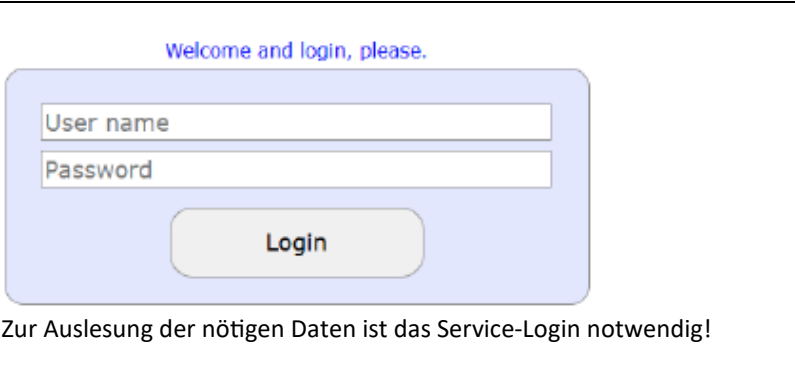 Welcome and login, please.
User name
Password
Login
Zur Auslesung der nötigen Daten ist das Service-Login notwendig!